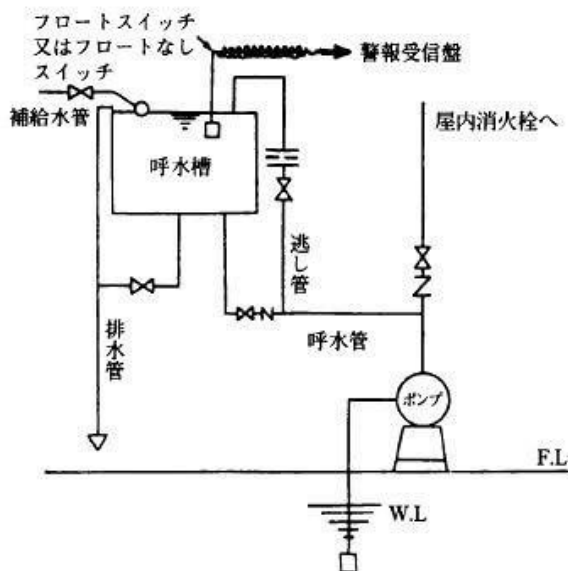 フロートスイッチ
又はフロートなし
スイッチ
警報受信盤
補給水管
屋内消火栓へ
呼水槽
逃し管
呼水管
排水管
ポンプ
F.L
W.L